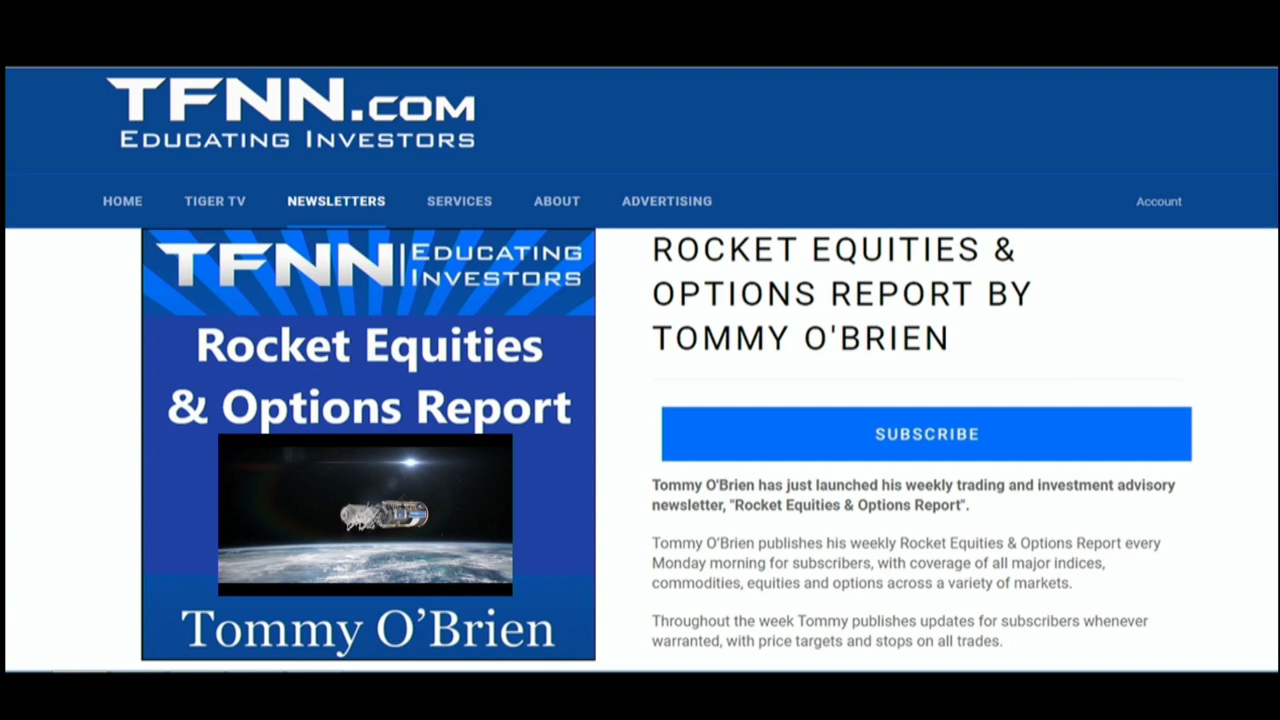 TFNN.COM
EDUCATING INVESTORS
HOME TIGER TV NEWSLETTERS SERVICES ABOUT ADVERTISING Account
TFNN EDUCATING
INVESTORS
Rocket Equities
& Options Report
Tommy O’Brien
ROCKET EQUITIES &
OPTIONS REPORT BY
TOMMY O'BRIEN
SUBSCRIBE
Tommy O'Brien has just launched his weekly trading and investment advisory
newsletter, "Rocket Equities & Options Report".
Tommy O’Brien publishes his weekly Rocket Equities & Options Report every
Monday morning for subscribers, with coverage of all major indices,
commodities, equities and options across a variety of markets.
Throughout the week Tommy publishes updates for subscribers whenever
warranted, with price targets and stops on all trades.